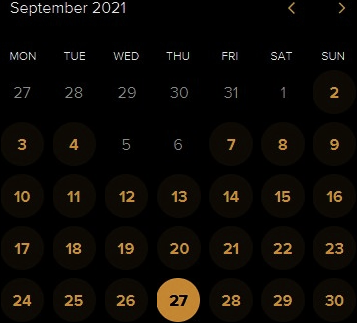 September 2021 < >
MON TUE WED THU FRI SAT SUN
27 28 29 30 31 1 2
3 4 5 6 7 8 9
10 11 12 13 14 15 16
17 18 19 20 21 22 23
24 25 26 27 28 29 30